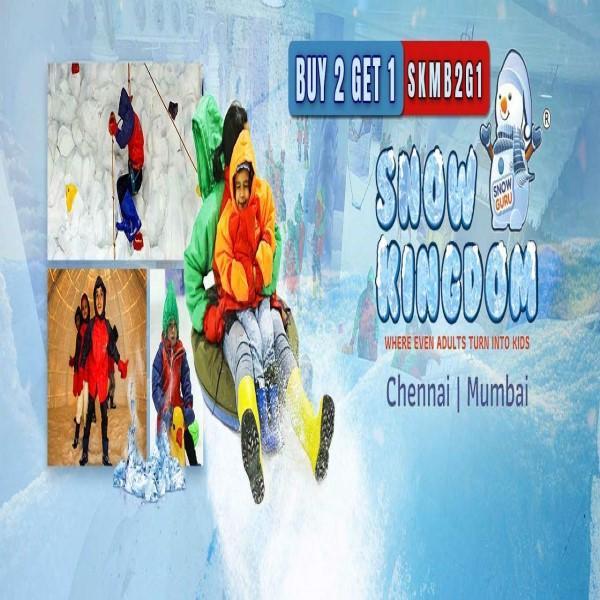 BUY 2 GET 1 SKMB2G1
®
SNOW
GURU
SNOW
KINGDOM
WHERE EVEN ADULTS TURN INTO KIDS
Chennai | Mumbai